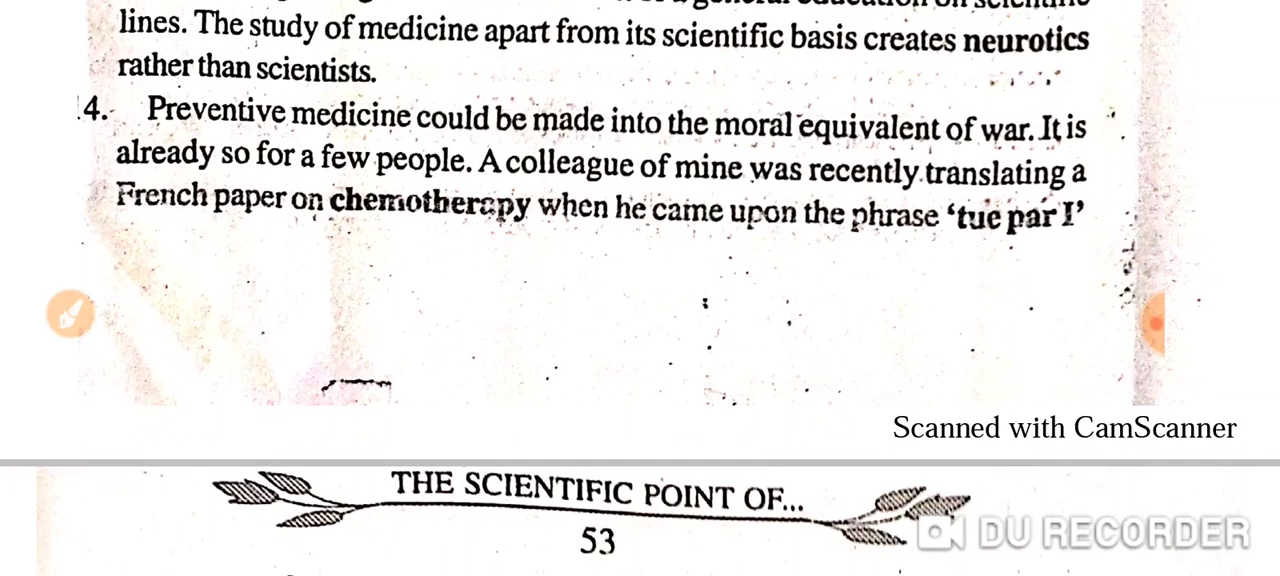 lines. The study of medicine apart from its scientific basis creates neurotics
rather than scientists.
14. Preventive medicine could be made into the moral equivalent of war. It is
already so for a few people. A colleague of mine was recently translating a
French paper on chemotherapy when he came upon the phrase ‘tué par I’
Scanned with CamScanner
THE SCIENTIFIC POINT OF...
53
DU RECORDER